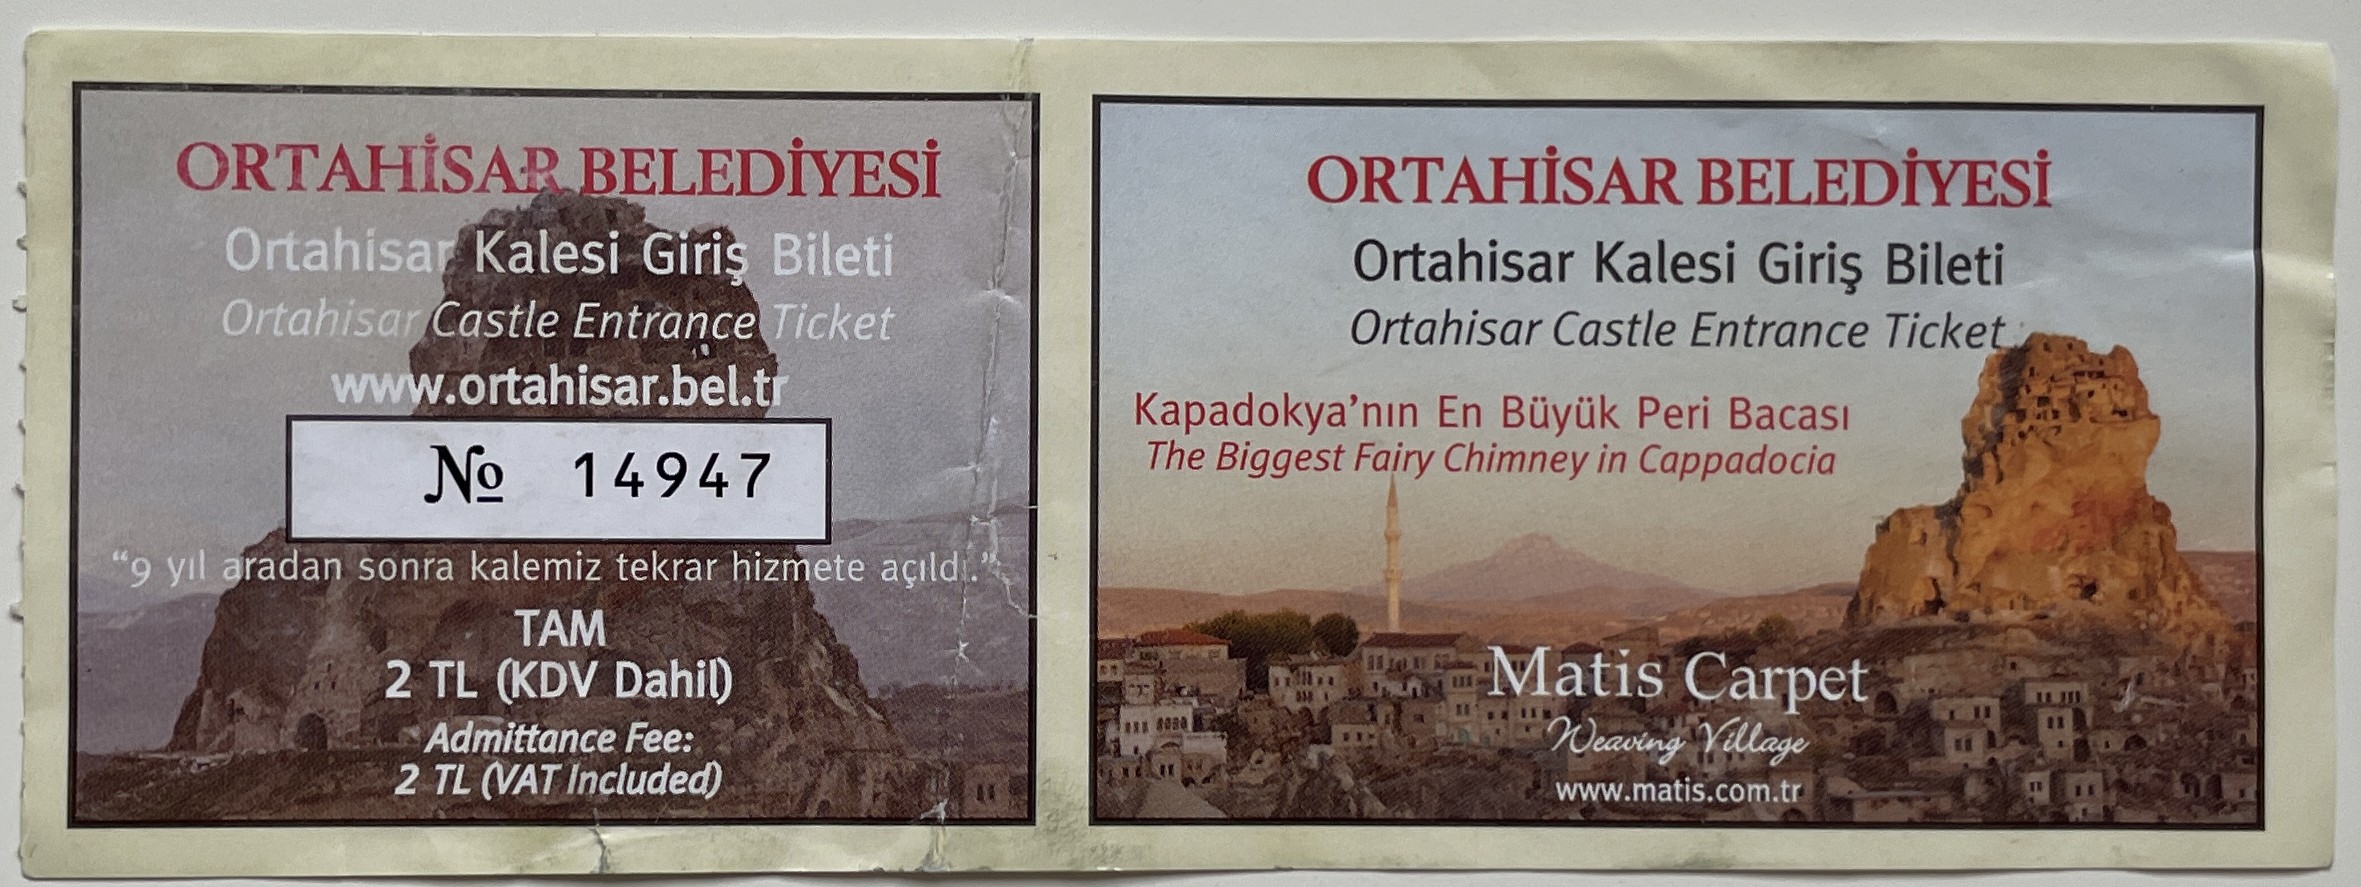 ORTAHİSAR BELEDİYESİ
Ortahisar Kalesi Giriş Bileti
Ortahisar Castle Entrance Ticket
www.ortahisar.bel.tr
№ 14947
“9 yıl aradan sonra kalemiz tekrar hizmete açıldı.”
TAM
2 TL (KDV Dahil)
Admittance Fee:
2 TL (VAT Included)
ORTAHİSAR BELEDİYESİ
Ortahisar Kalesi Giriş Bileti
Ortahisar Castle Entrance Ticket
Kapadokya’nın En Büyük Peri Bacası
The Biggest Fairy Chimney in Cappadocia
Matis Carpet
Weaving Village
www.matis.com.tr